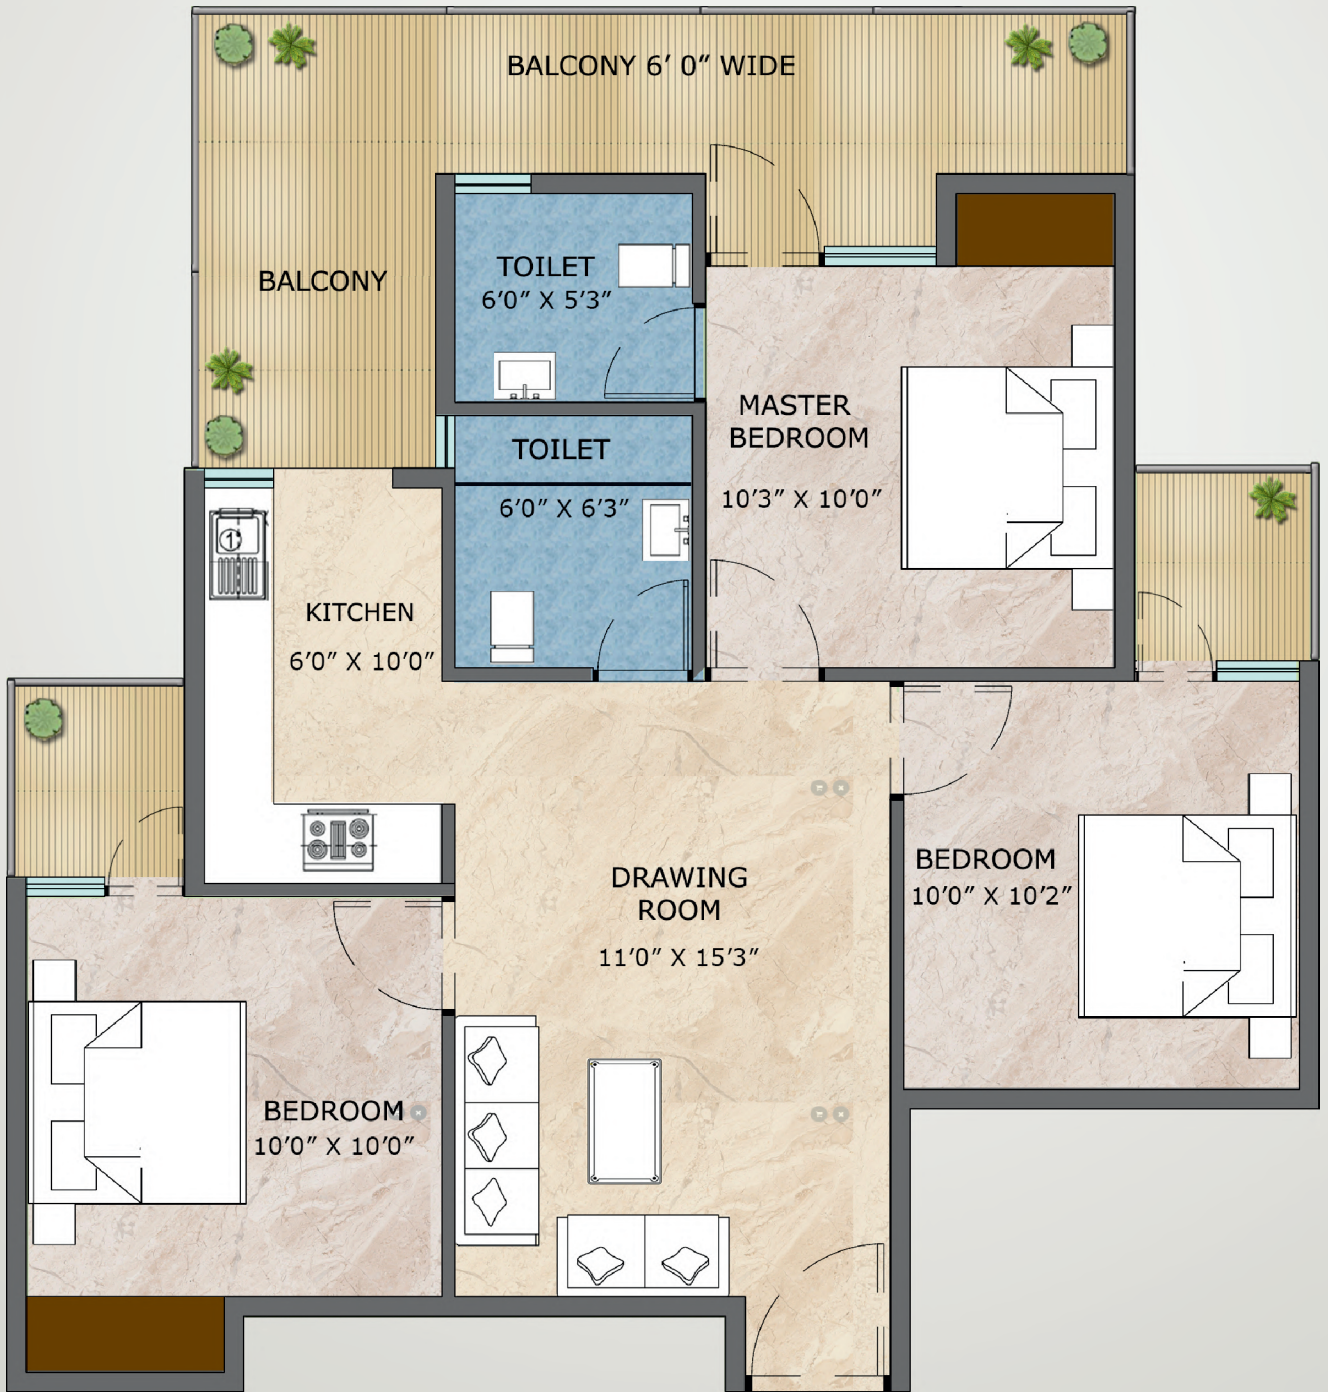 BALCONY 6' 0" WIDE
BALCONY
TOILET
6'0" X 5'3"
MASTER
BEDROOM
10'3" X 10'0"
TOILET
6'0" X 6'3"
1
KITCHEN
6'0" X 10'0"
DRAWING
ROOM
11'0" X 15'3"
BEDROOM
10'0" X 10'2"
BEDROOM
10'0" X 10'0"